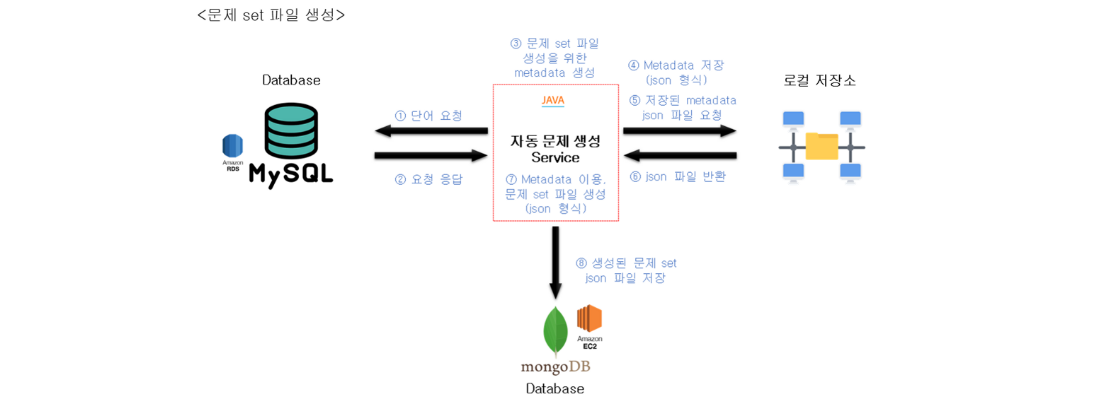 <문제 set 파일 생성>
③ 문제 set 파일
생성을 위한
metadata 생성
Database
Amazon
RDS
MySQL
① 단어 요청
② 요청 응답
JAVA
자동 문제 생성
Service
⑦ Metadata 이용,
문제 set 파일 생성
(json 형식)
④ Metadata 저장
(json 형식)
⑤ 저장된 metadata
json 파일 요청
⑥ json 파일 반환
로컬 저장소
⑧ 생성된 문제 set
json 파일 저장
Amazon
EC2
mongoDB
Database